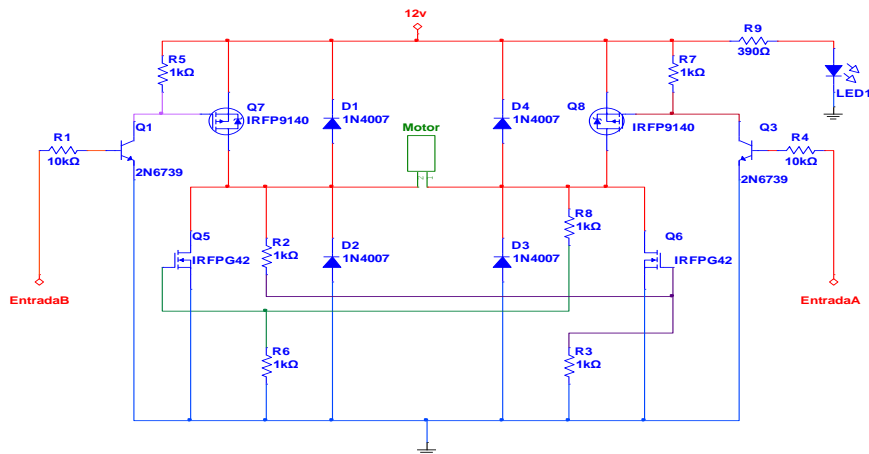 12v
R9
390Ω
LED1
R5
1kΩ
Q7
IRFP9140
D1
1N4007
D4
1N4007
Q8
IRFP9140
R7
1kΩ
R1
10kΩ
Q1
2N6739
Motor
2 1
Q3
2N6739
R4
10kΩ
Q5
IRFPG42
R2
1kΩ
D2
1N4007
D3
1N4007
R8
1kΩ
Q6
IRFPG42
EntradaB
EntradaA
R6
1kΩ
R3
1kΩ